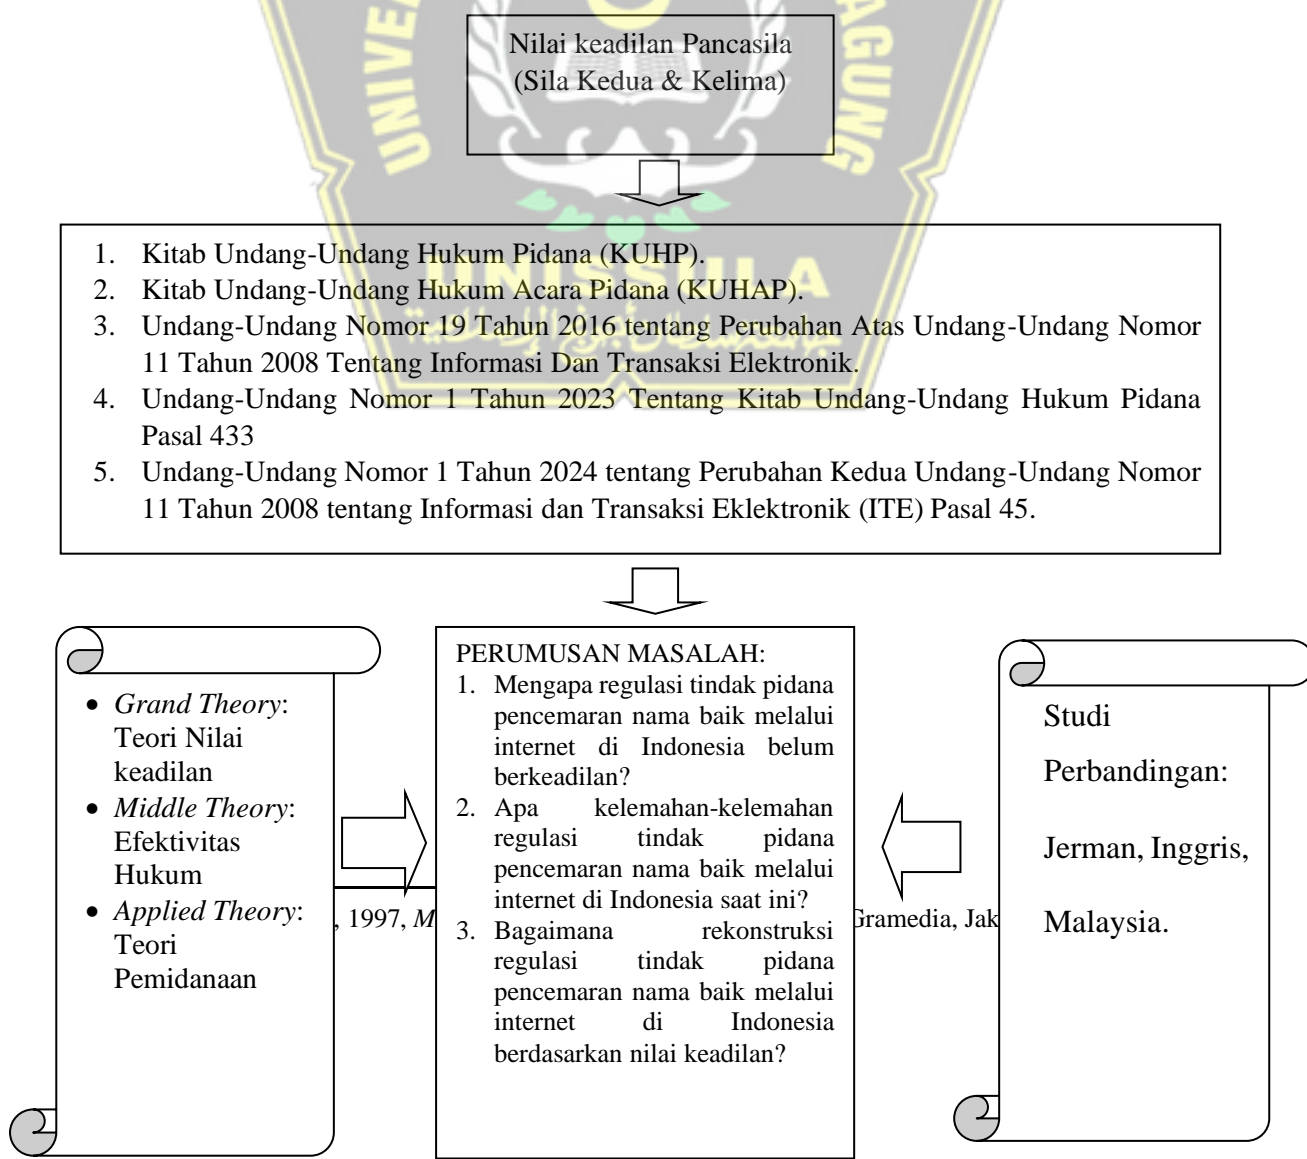 UNIVE
AGUNG
Nilai keadilan Pancasila
(Sila Kedua & Kelima)
1. Kitab Undang-Undang Hukum Pidana (KUHP).
UNISSULA
2. Kitab Undang-Undang Hukum Acara Pidana (KUHAP).
3. Undang-Undang Nomor 19 Tahun 2016 tentang Perubahan Atas Undang-Undang Nomor
11 Tahun 2008 Tentang Informasi Dan Transaksi Elektronik.
4. Undang-Undang Nomor 1 Tahun 2023 Tentang Kitab Undang-Undang Hukum Pidana
Pasal 433
5. Undang-Undang Nomor 1 Tahun 2024 tentang Perubahan Kedua Undang-Undang Nomor
11 Tahun 2008 tentang Informasi dan Transaksi Eklektronik (ITE) Pasal 45.
• Grand Theory:
Teori Nilai
keadilan
• Middle Theory:
Efektivitas
Hukum
• Applied Theory:
Teori
Pemidanaan
PERUMUSAN MASALAH:
1. Mengapa regulasi tindak pidana
pencemaran nama baik melalui
internet di Indonesia belum
berkeadilan?
2. Apa kelemahan-kelemahan
regulasi tindak pidana
pencemaran nama baik melalui
internet di Indonesia saat ini?
3. Bagaimana rekonstruksi
regulasi tindak pidana
pencemaran nama baik melalui
internet di Indonesia
berdasarkan nilai keadilan?
Studi
Perbandingan:
Jerman, Inggris,
Malaysia.
, 1997, M
Gramedia, Jak